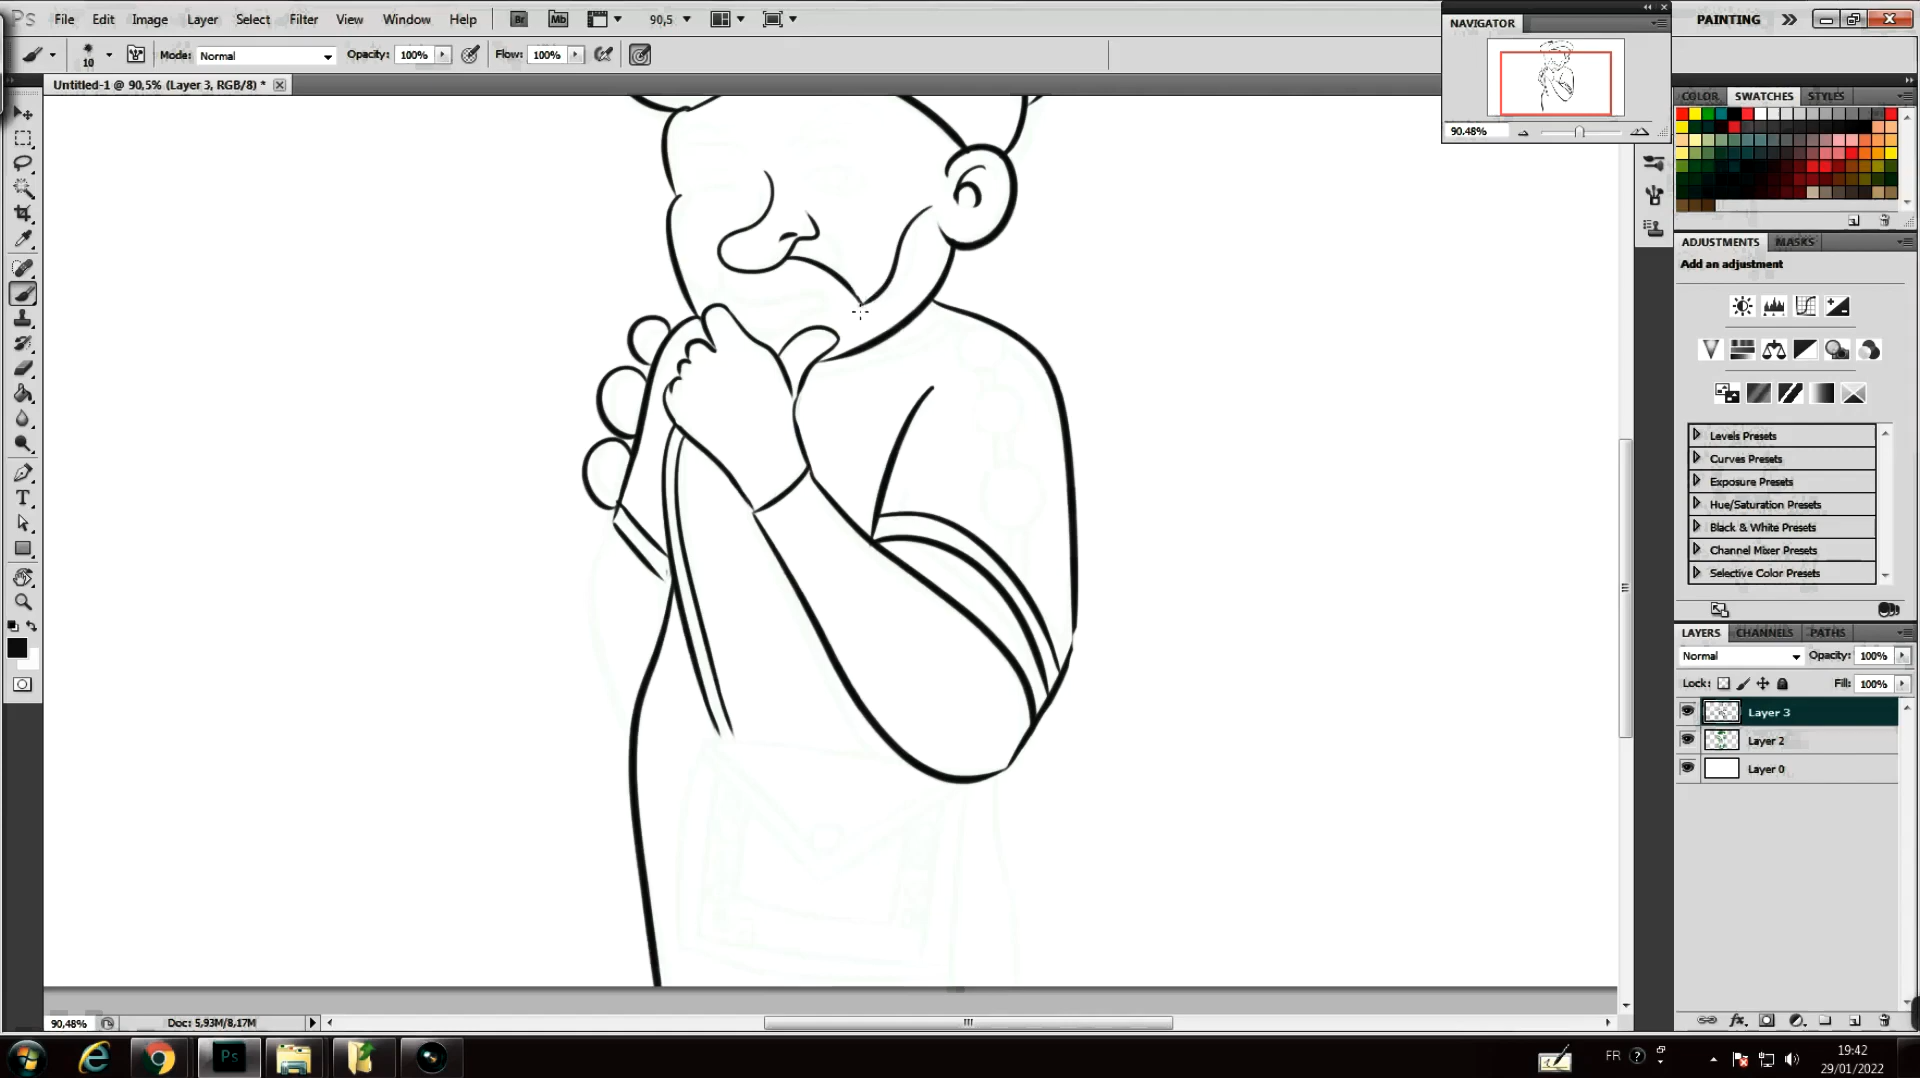 Ps File Edit Image Layer Select Filter View Window Help Br Mb 90,5 PAINTING
10 Mode: Normal Opacity: 100% Flow: 100%
Untitled-1 @ 90,5% (Layer 3, RGB/8) *
NAVIGATOR
90.48%
COLOR SWATCHES STYLES
ADJUSTMENTS MASKS
Add an adjustment
Levels Presets
Curves Presets
Exposure Presets
Hue/Saturation Presets
Black & White Presets
Channel Mixer Presets
Selective Color Presets
LAYERS CHANNELS PATHS
Normal Opacity: 100%
Lock: Fill: 100%
Layer 3
Layer 2
Layer 0
90,48% Doc: 5,93M/8,17M
Ps FR 19:42
29/01/2022